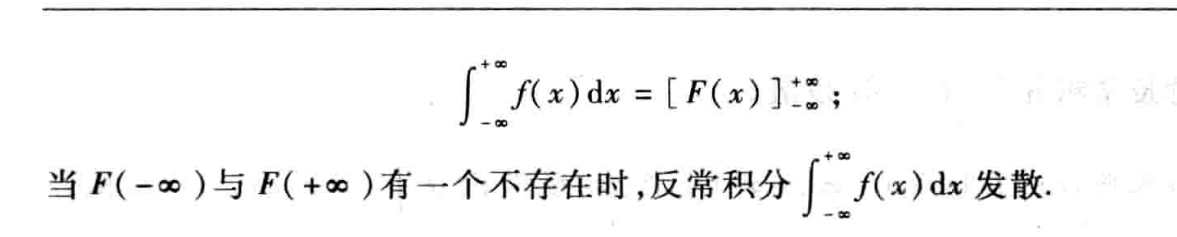 ∫_{-∞}^{+∞} f(x)dx = [F(x)]_{-∞}^{+∞};
当 F(-∞)与 F(+∞)有一个不存在时,反常积分∫_{-∞}^{+∞} f(x)dx 发散.